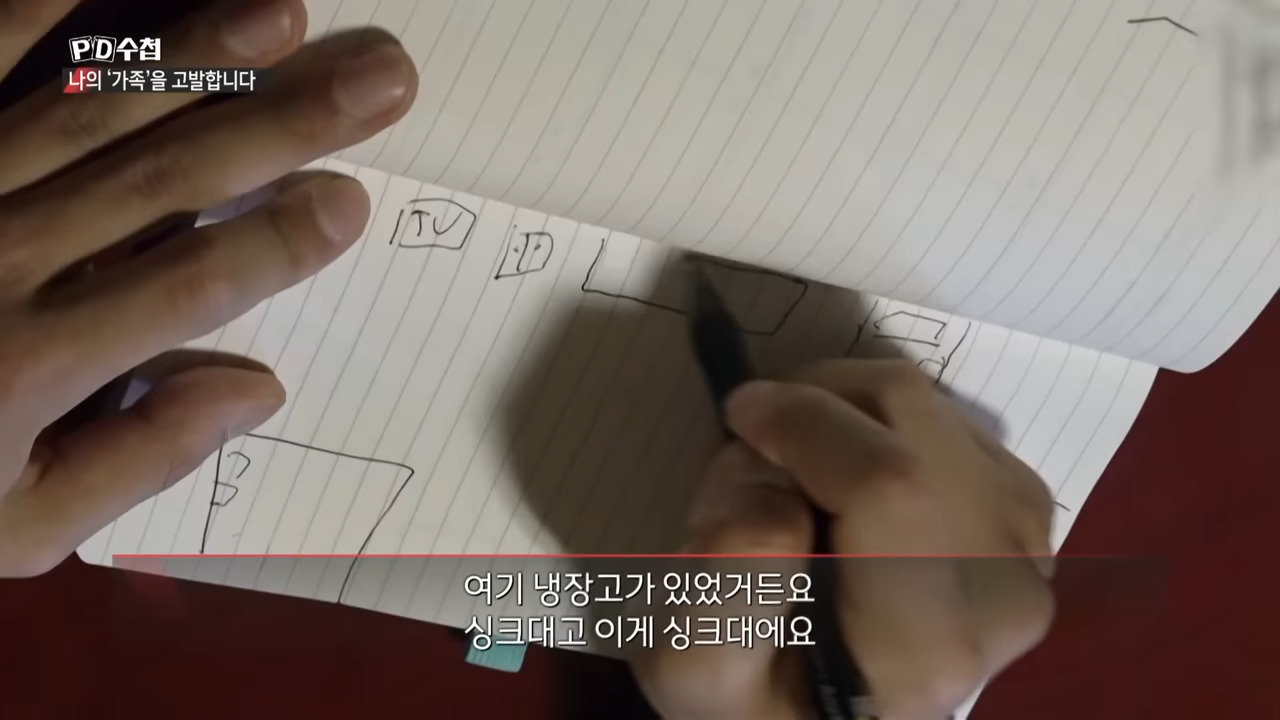 PD수첩
나의 '가족'을 고발합니다
TV
여기 냉장고가 있었거든요
싱크대고 이게 싱크대에요